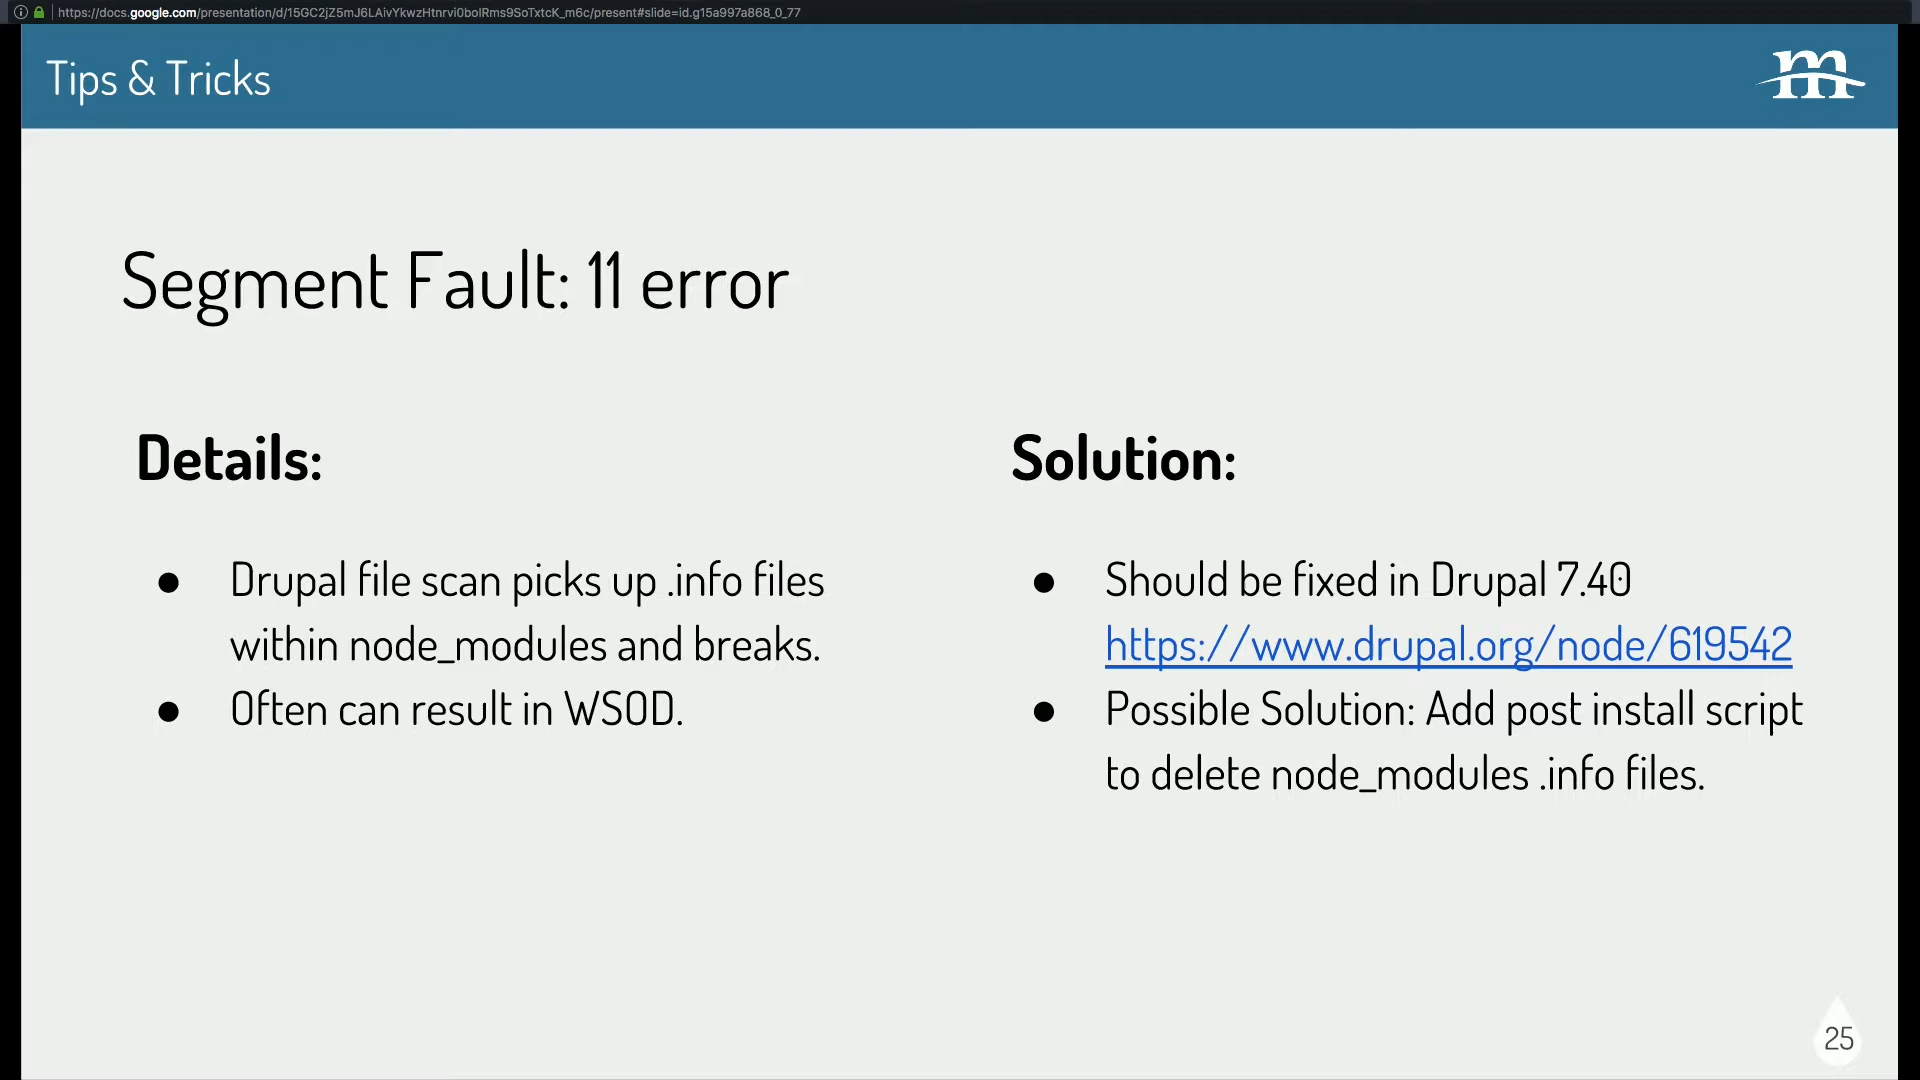 https://docs.google.com/presentation/d/15GC2jZ5mJ6LAivYkwzHtnrvi0bolRms9SoTxtcK_m6c/present#slide=id.g15a997a868_0_77
Tips & Tricks
m
Segment Fault: 11 error
Details:
● Drupal file scan picks up .info files
within node_modules and breaks.
● Often can result in WSOD.
Solution:
● Should be fixed in Drupal 7.40
https://www.drupal.org/node/619542
● Possible Solution: Add post install script
to delete node_modules .info files.
25